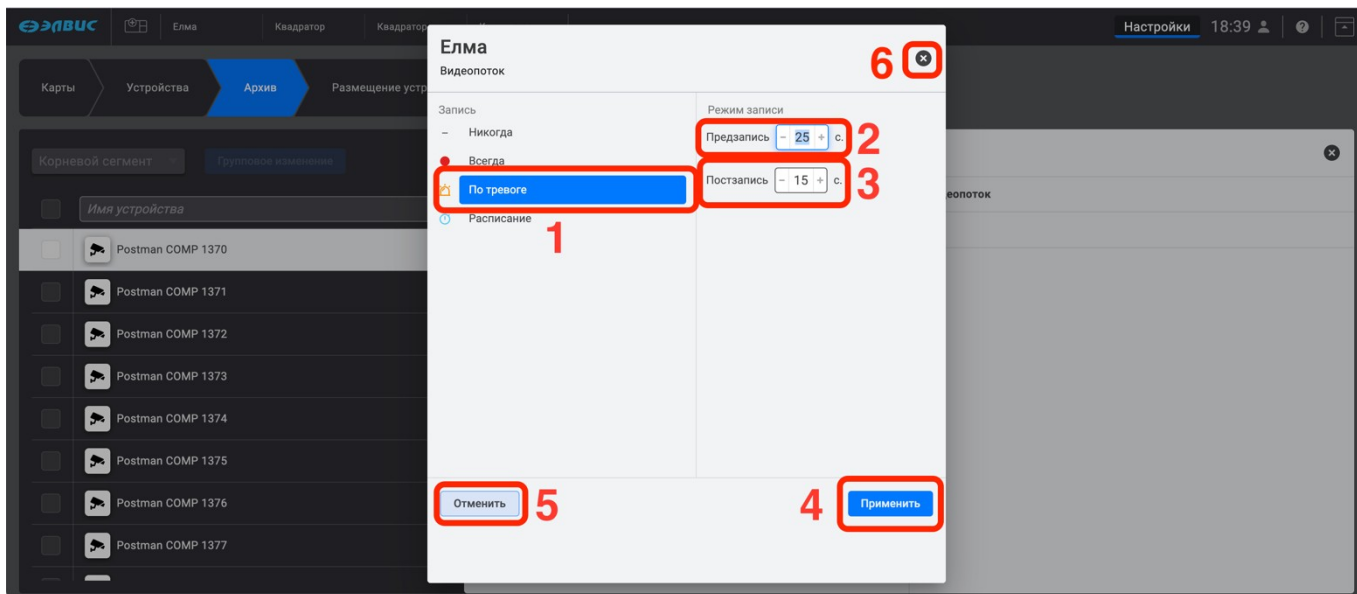 ЭЛВИС Елма Квадратор Квадратор Настройки 18:39
Карты Устройства Архив Размещение устр
Корневой сегмент Групповое изменение
Имя устройства
Postman COMP 1370
Postman COMP 1371
Postman COMP 1372
Postman COMP 1373
Postman COMP 1374
Postman COMP 1375
Postman COMP 1376
Postman COMP 1377
Елма
Видеопоток
6
Запись
– Никогда
Всегда
По тревоге
Расписание
1
Режим записи
Предзапись - 25 + с. 2
Постзапись - 15 + с. 3
Отменить 5
4 Применить
еопоток